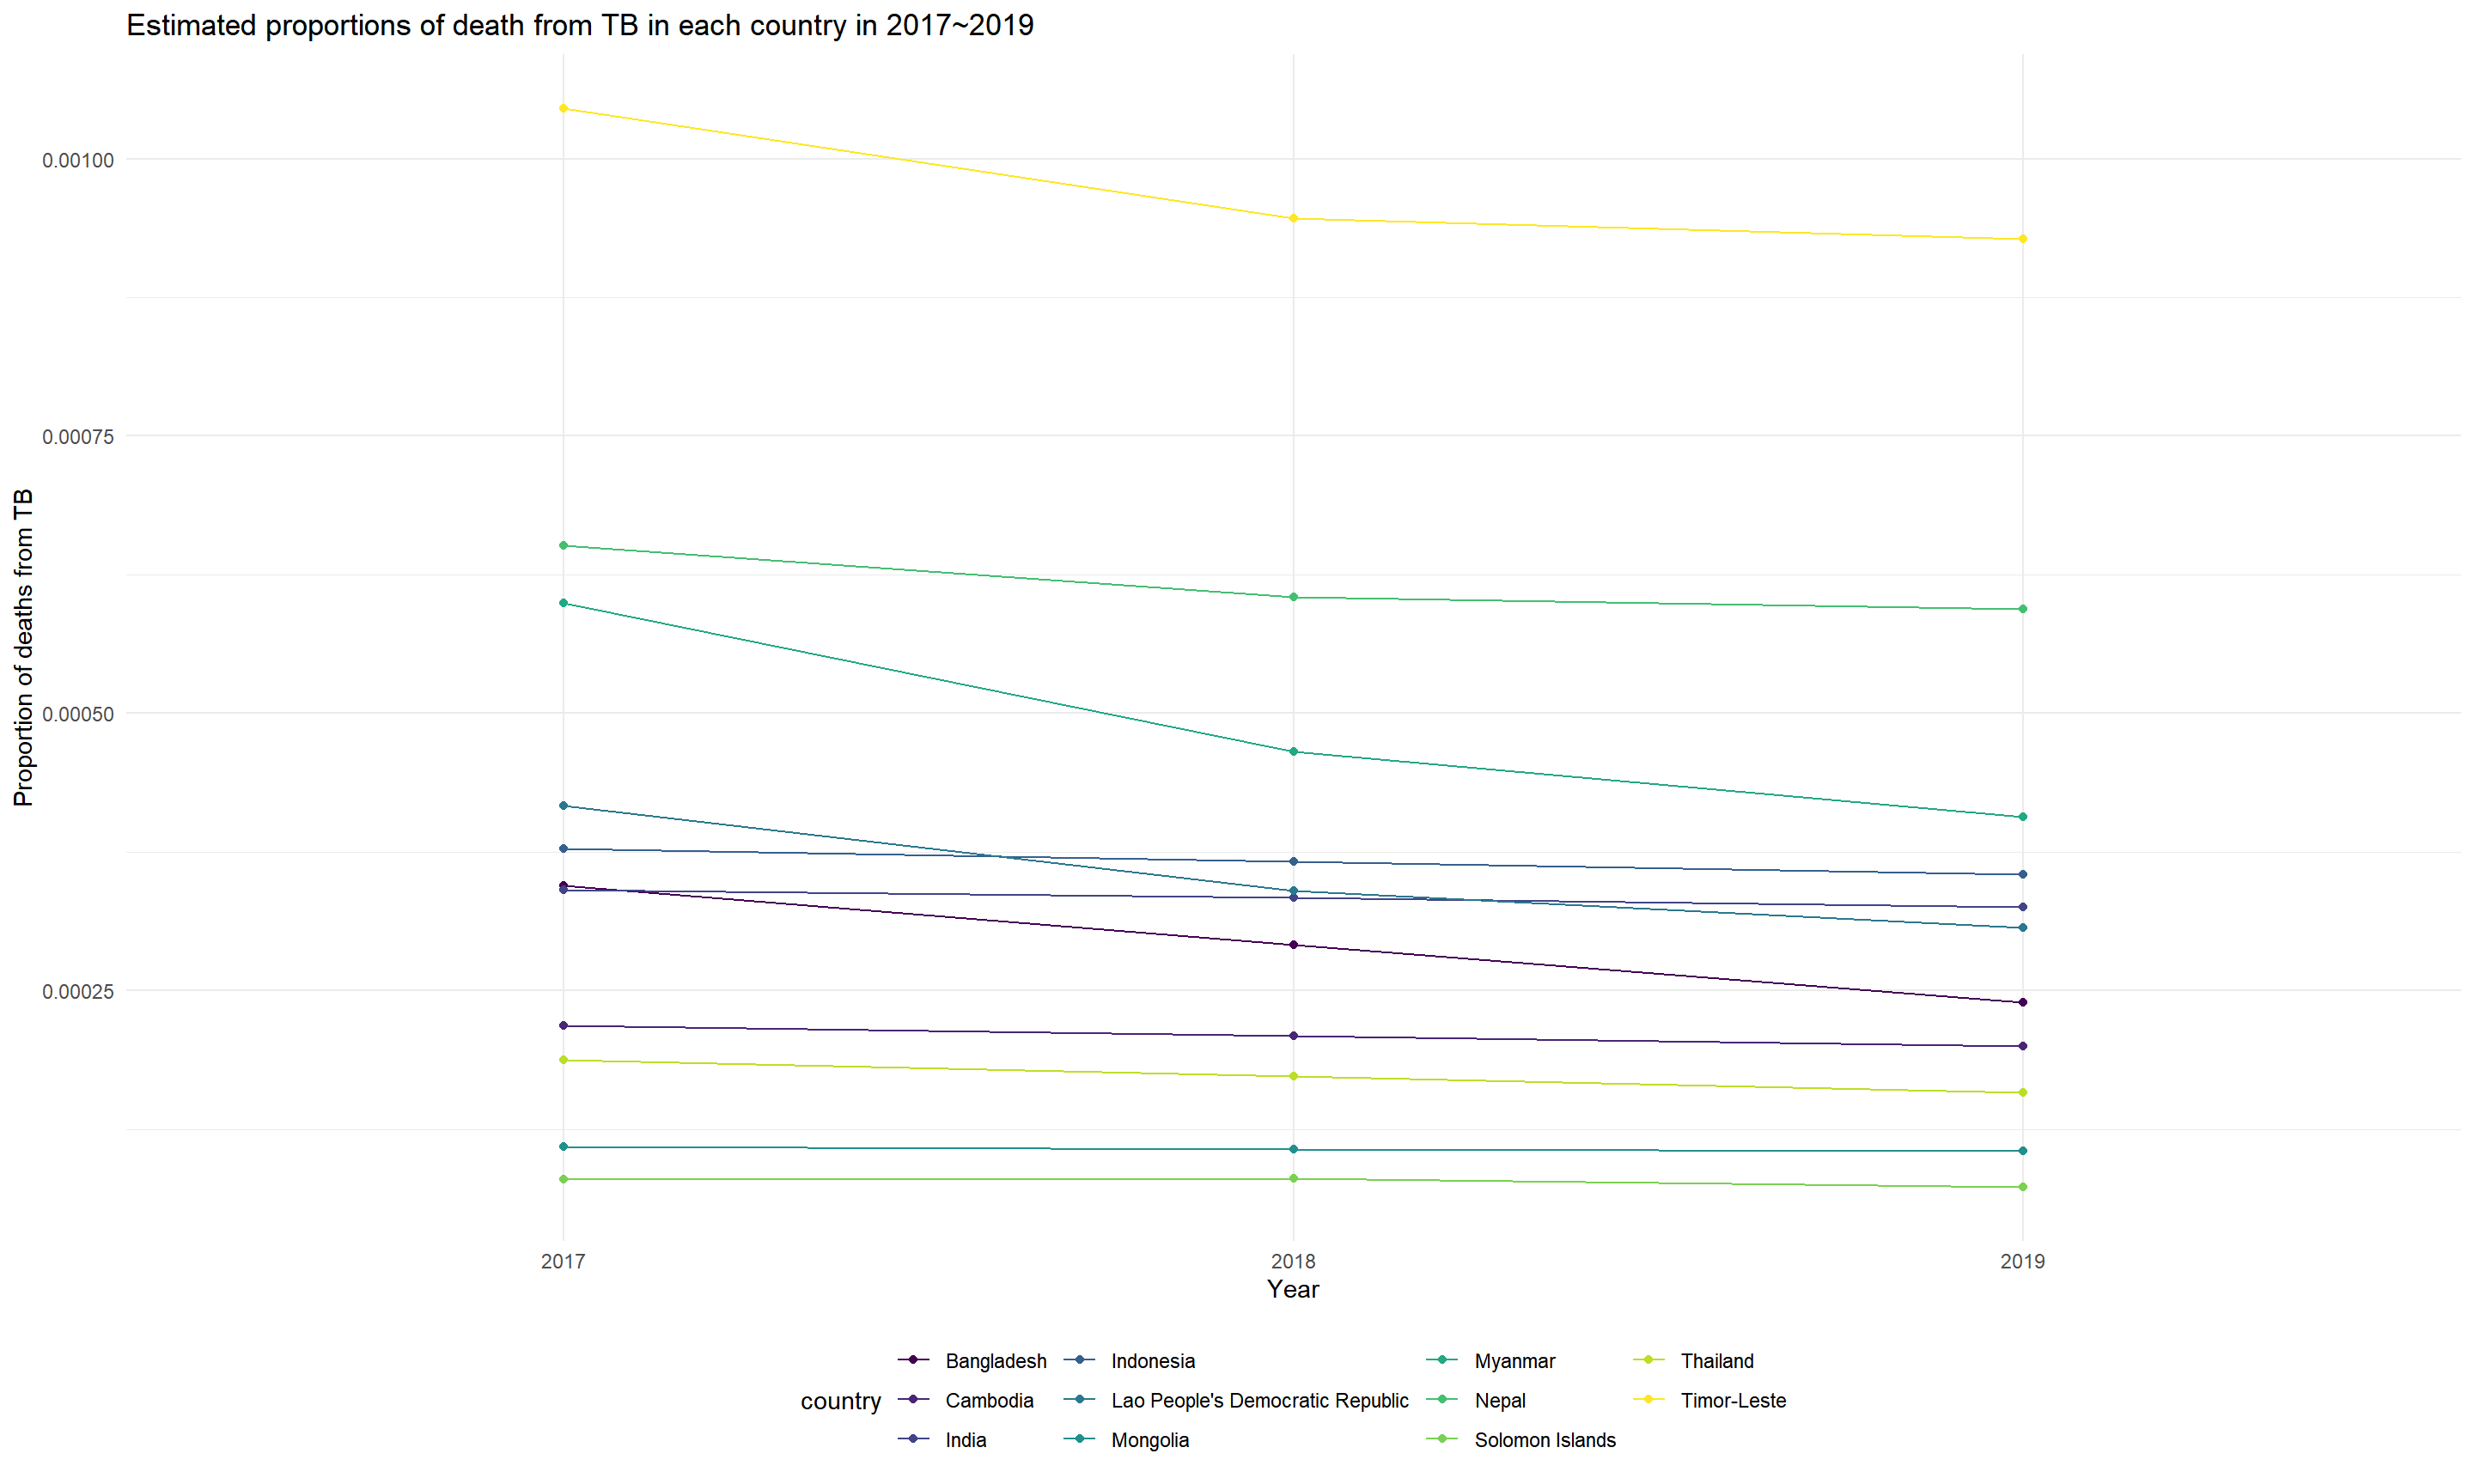 Estimated proportions of death from TB in each country in 2017~2019
Proportion of deaths from TB
0.00100
0.00075
0.00050
0.00025
2017 2018 2019
Year
country
Bangladesh Indonesia Myanmar Thailand
Cambodia Lao People's Democratic Republic Nepal Timor-Leste
India Mongolia Solomon Islands